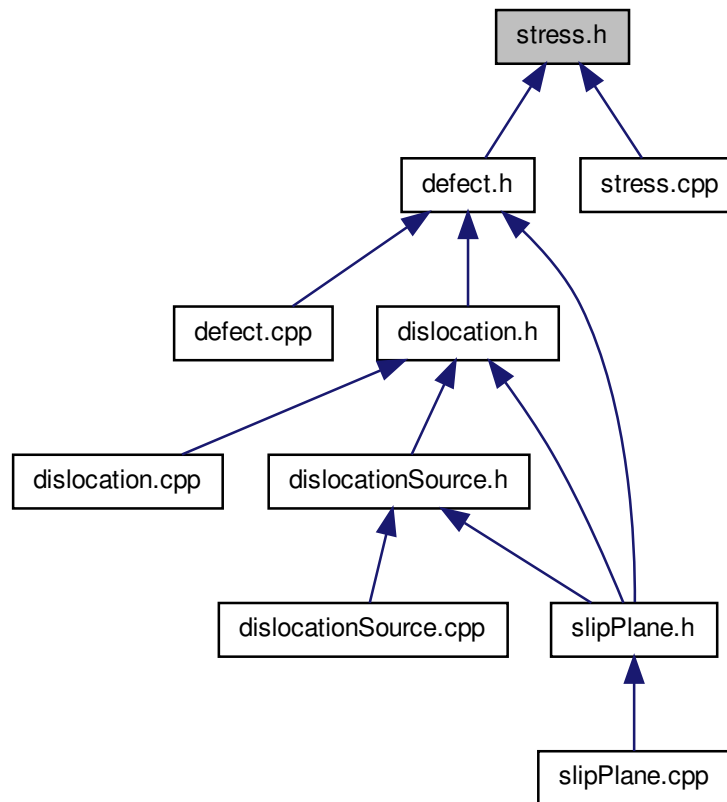 stress.h
defect.h
stress.cpp
defect.cpp
dislocation.h
dislocation.cpp
dislocationSource.h
dislocationSource.cpp
slipPlane.h
slipPlane.cpp